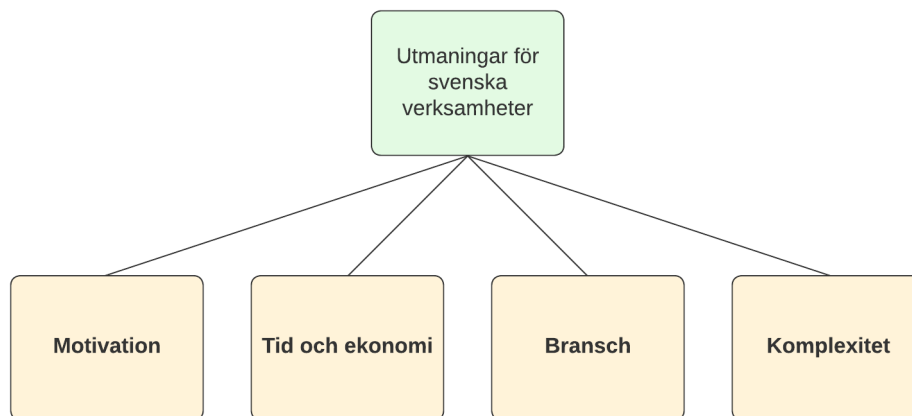 Utmaningar för
svenska
verksamheter
Motivation
Tid och ekonomi
Bransch
Komplexitet